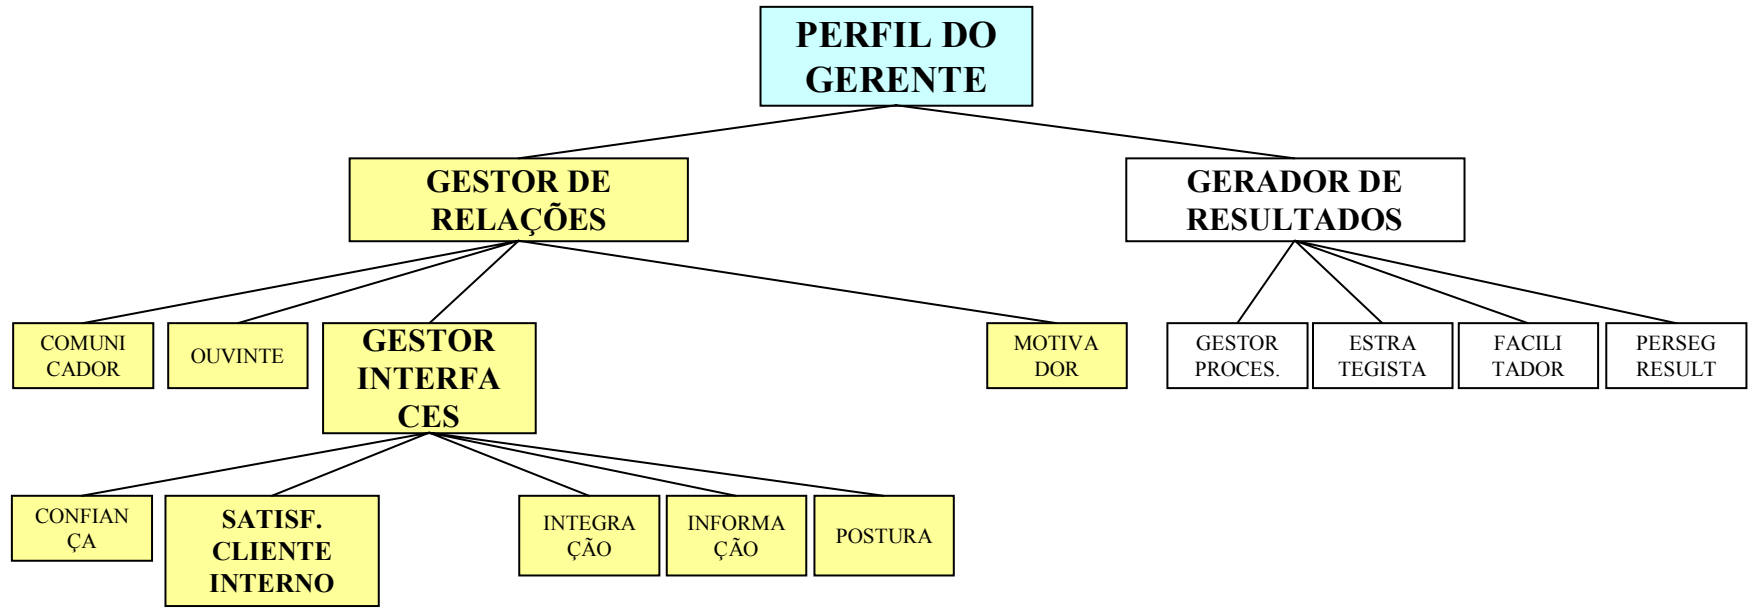 PERFIL DO
GERENTE
GESTOR DE
RELAÇÕES
GERADOR DE
RESULTADOS
COMUNI
CADOR
OUVINTE
GESTOR
INTERFA
CES
MOTIVA
DOR
GESTOR
PROCES.
ESTRA
TEGISTA
FACILI
TADOR
PERSEG
RESULT
CONFIAN
ÇA
SATISF.
CLIENTE
INTERNO
INTEGRA
ÇÃO
INFORMA
ÇÃO
POSTURA